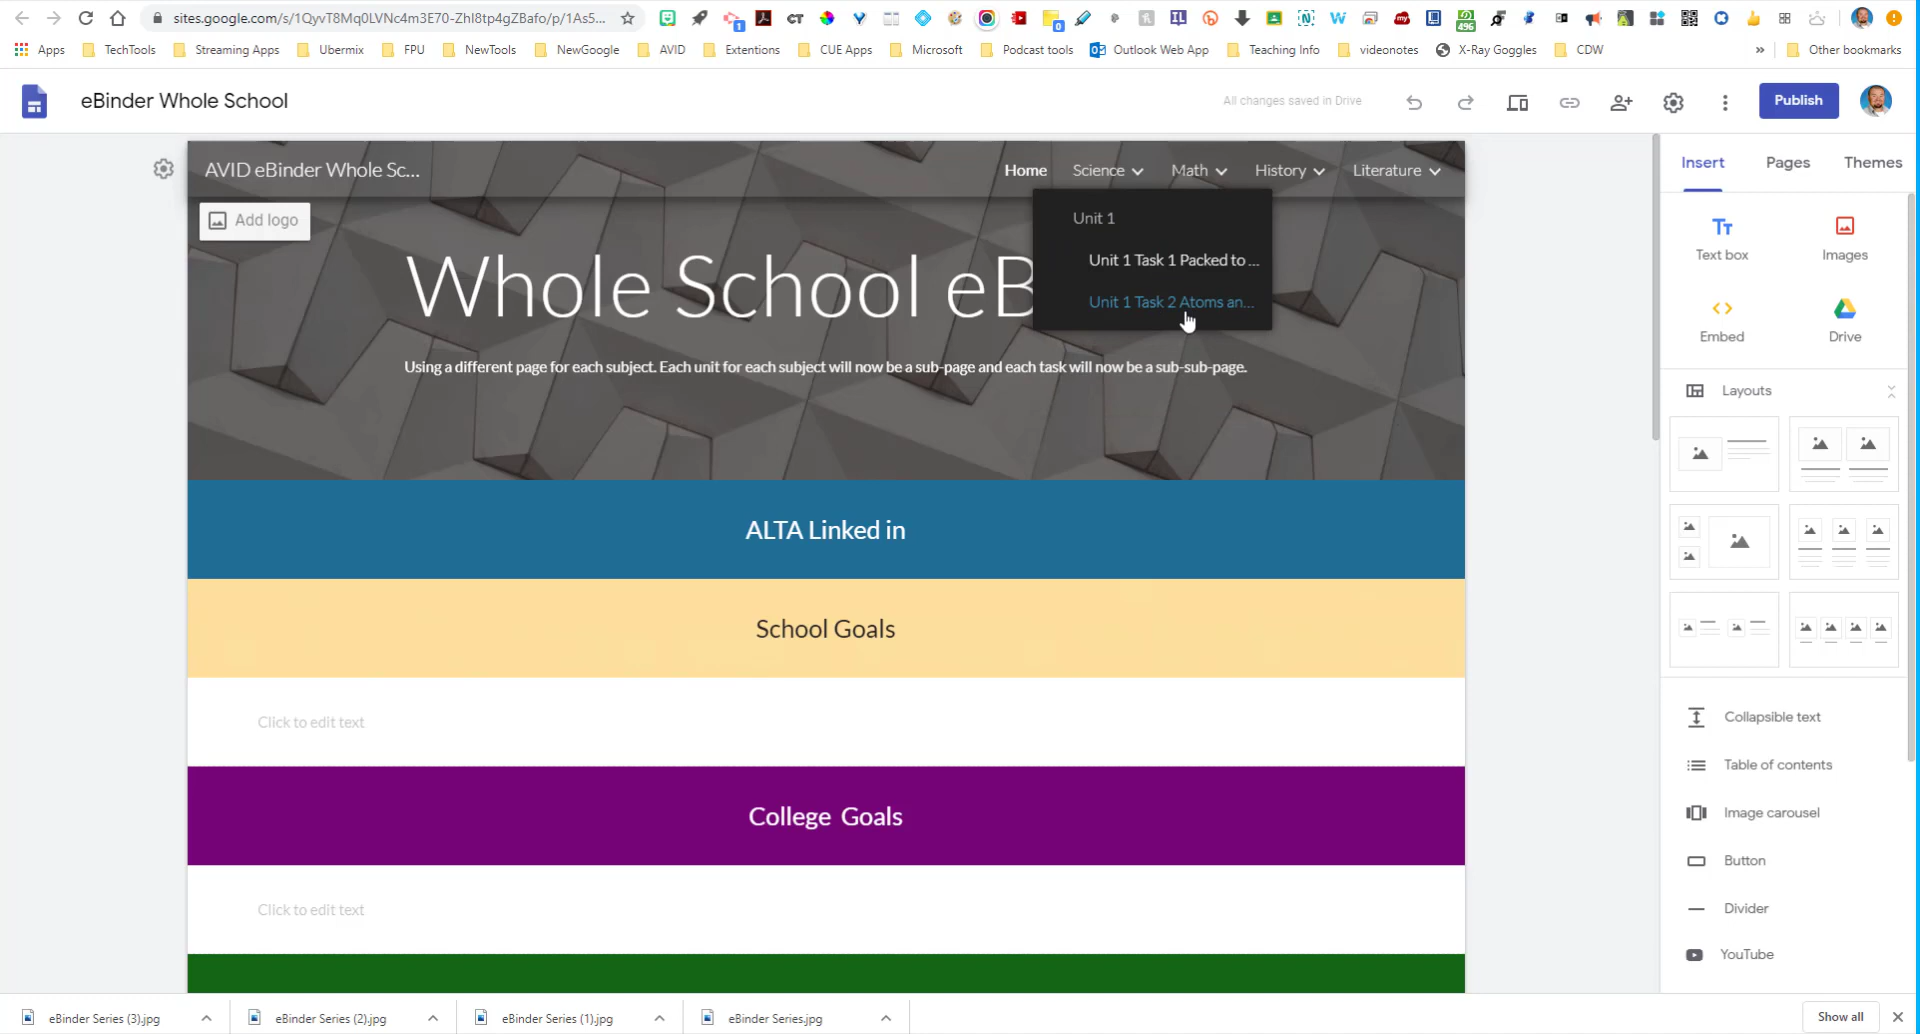 sites.google.com/s/1QyvT8Mq0LVNc4m3E70-ZhI8tp4gZBafo/p/1As5...
Apps TechTools Streaming Apps Ubermix FPU NewTools NewGoogle AVID Extentions CUE Apps Microsoft Podcast tools Outlook Web App Teaching Info videonotes X-Ray Goggles CDW » Other bookmarks
eBinder Whole School
All changes saved in Drive
Publish
AVID eBinder Whole Sc...
Home Science Math History Literature
Insert Pages Themes
Add logo
Unit 1
Unit 1 Task 1 Packed to ...
Unit 1 Task 2 Atoms an...
Whole School eB
Using a different page for each subject. Each unit for each subject will now be a sub-page and each task will now be a sub-sub-page.
Text box Images
Embed Drive
Layouts
ALTA Linked in
School Goals
Click to edit text
College Goals
Click to edit text
Collapsible text
Table of contents
Image carousel
Button
Divider
YouTube
eBinder Series (3).jpg eBinder Series (2).jpg eBinder Series (1).jpg eBinder Series.jpg Show all